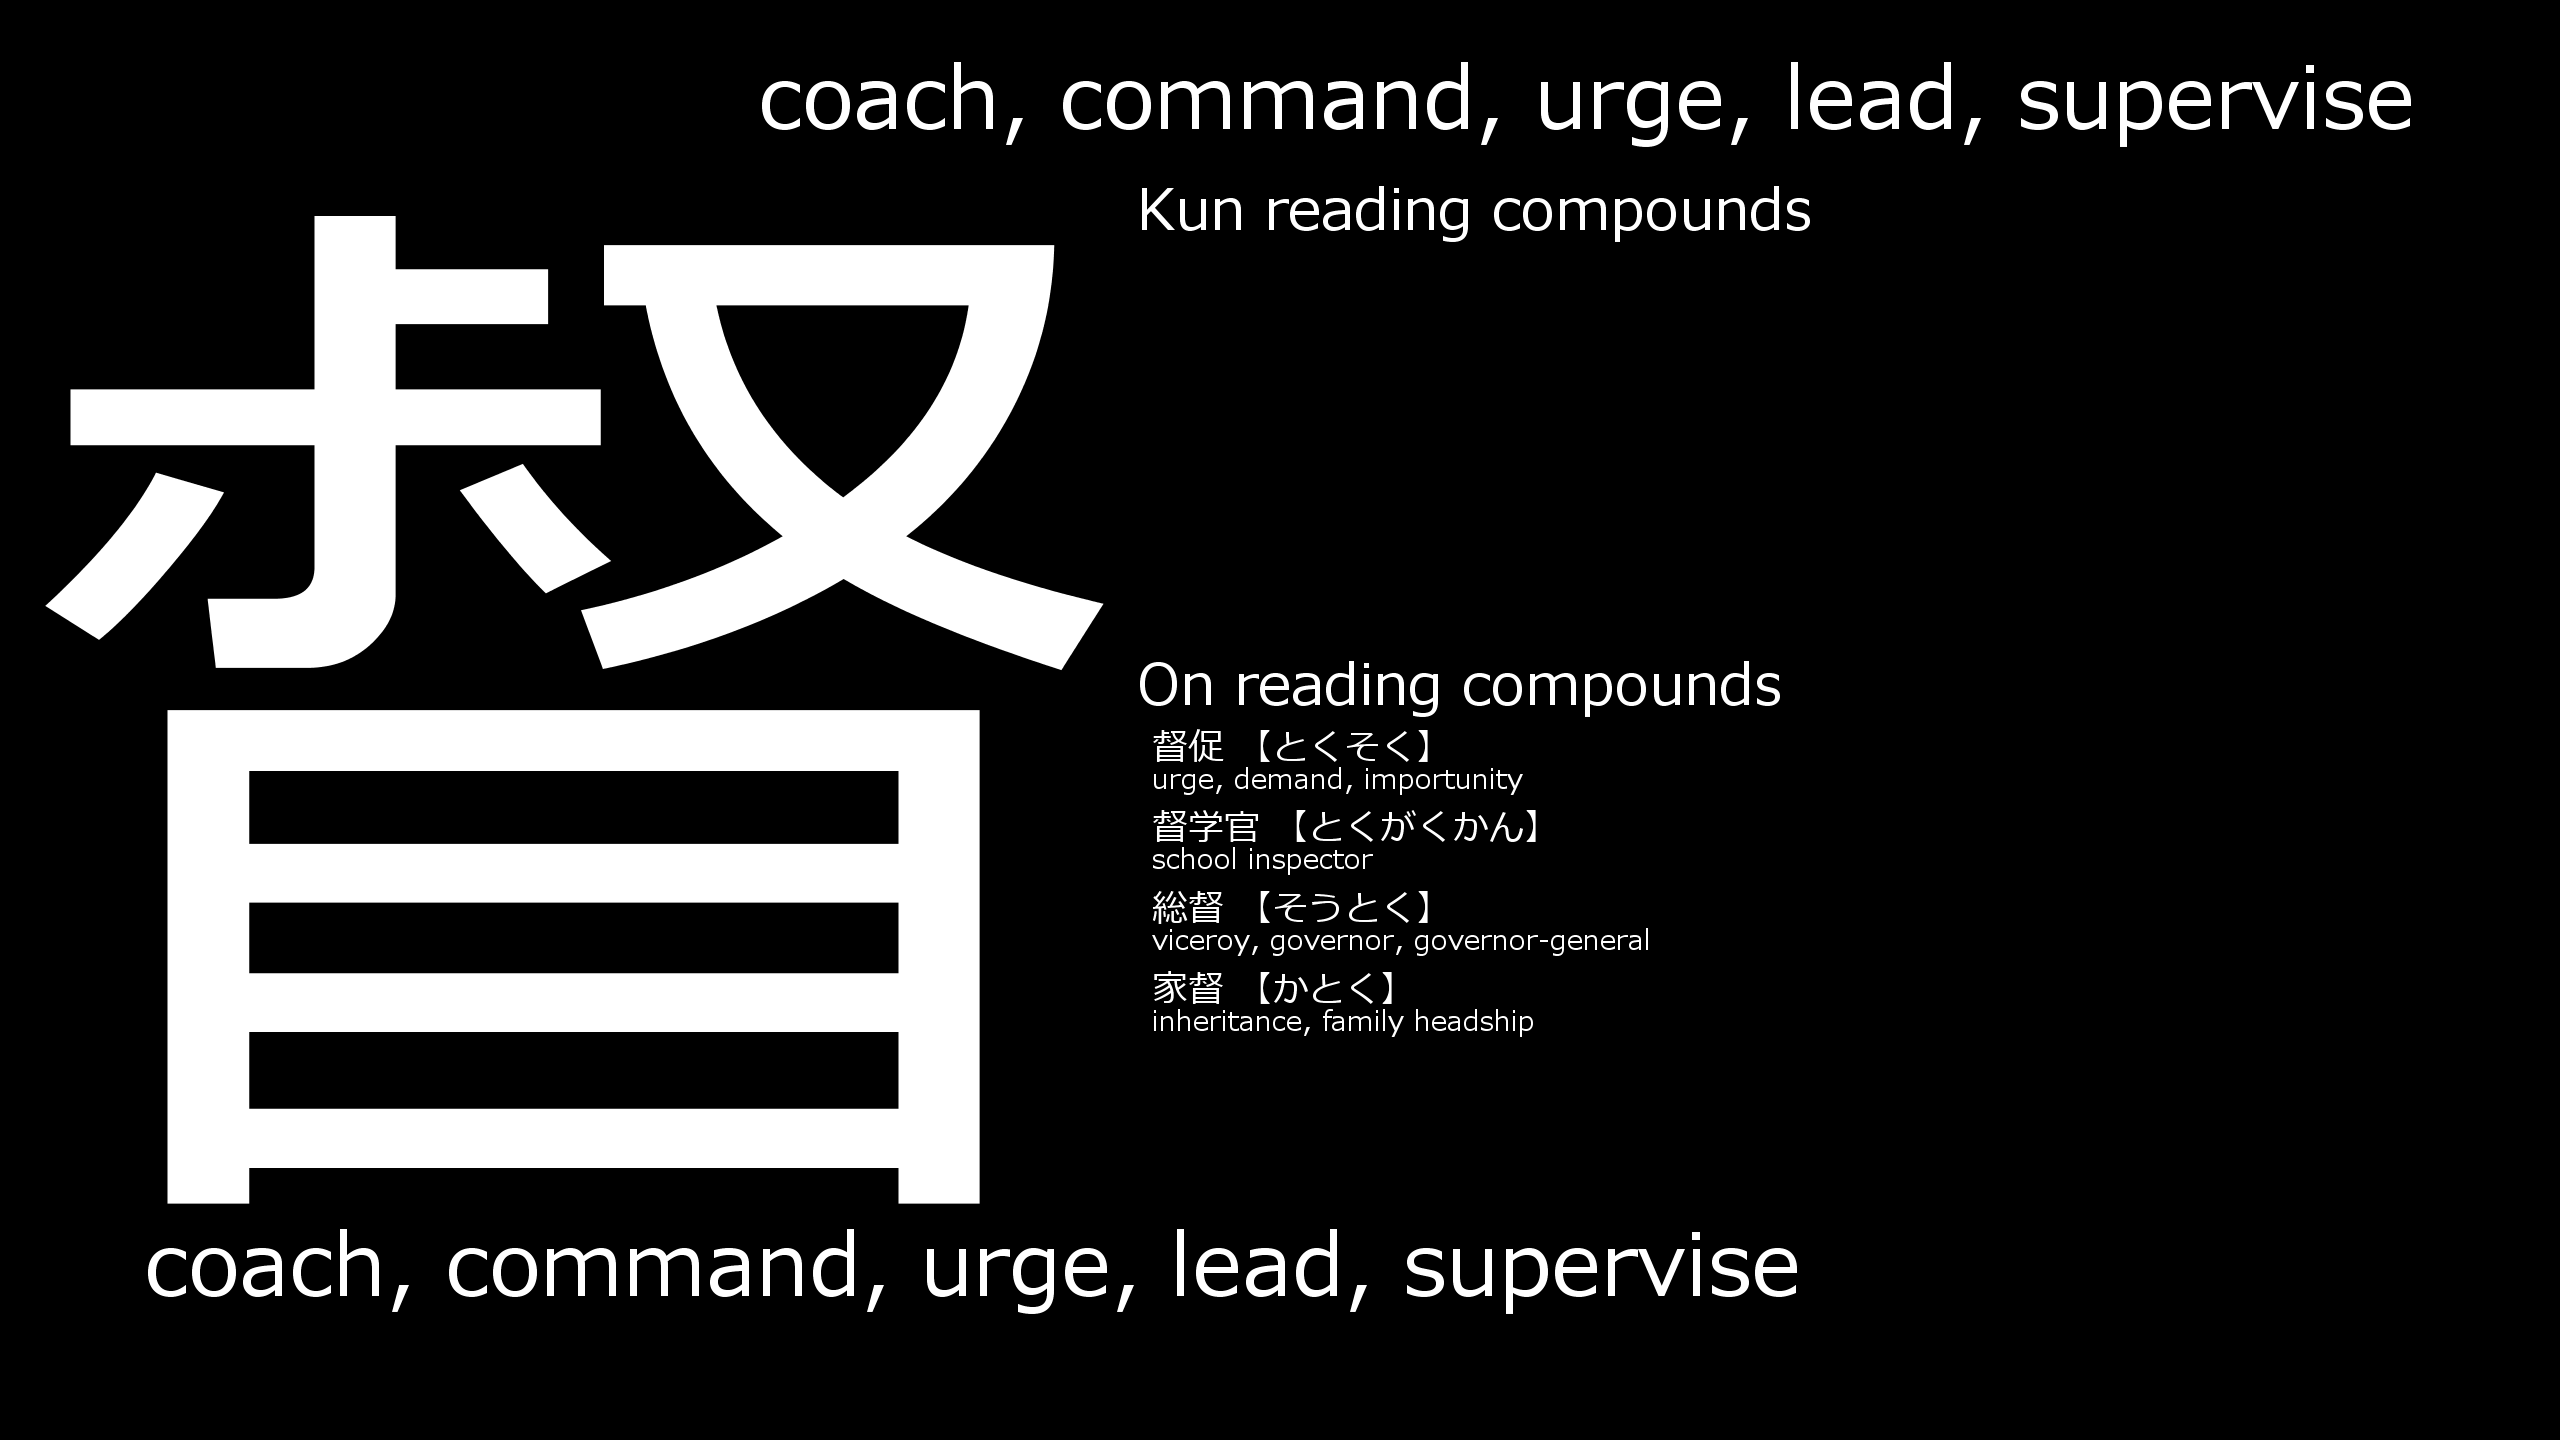 coach, command, urge, lead, supervise
督
Kun reading compounds
On reading compounds
督促 【とくそく】
urge, demand, importunity
督学官 【とくがくかん】
school inspector
総督 【そうとく】
viceroy, governor, governor-general
家督 【かとく】
inheritance, family headship
coach, command, urge, lead, supervise